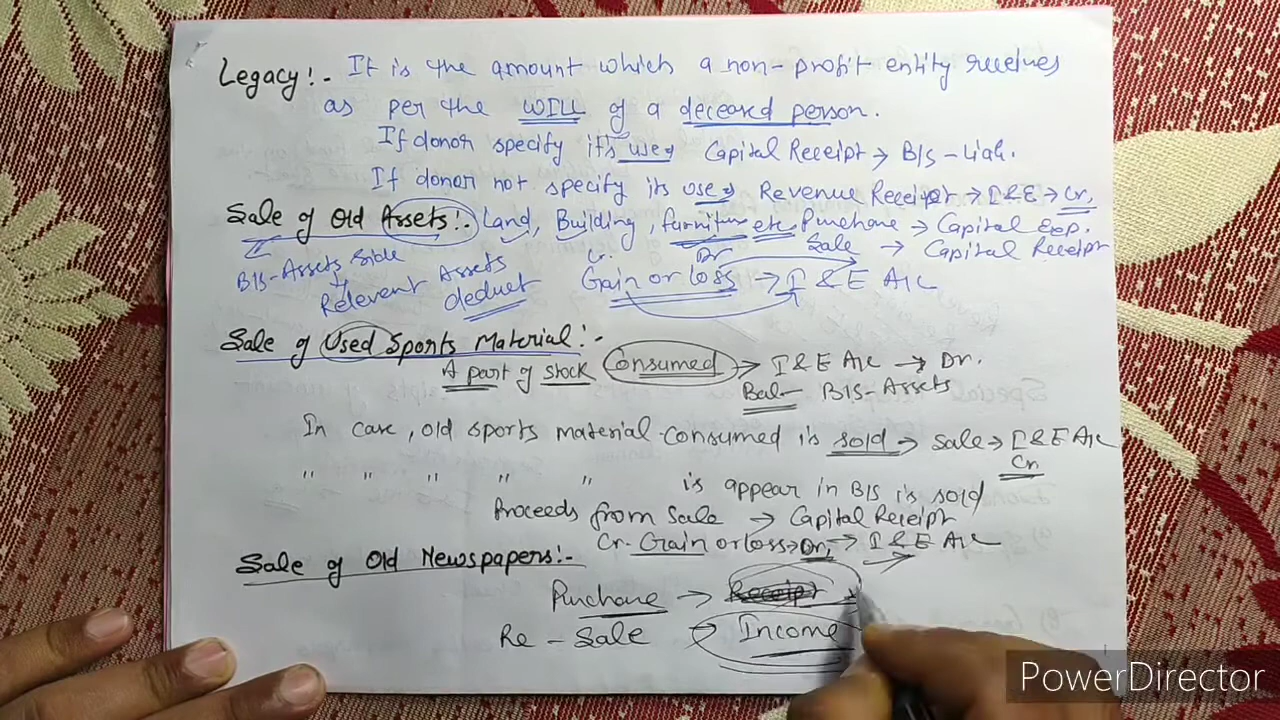 Legacy:- It is the amount which a non-profit entity receives
as per the WILL of a deceased person.
If donor specify it's use, Capital Receipt → B/S - Liab.
If donor not specify its use, Revenue Receipt → I & E → Cr.
Sale of Old Assets:- Land, Building, furniture etc Purchase → Capital Exp.
Sale → Capital Receipt
B/S-Assets Side
Relevent Assets
deduct
Cr. Dr
Gain or loss → I & E A/c
Sale of Used Sports Material:-
A part of stock Consumed → I & E A/c → Dr.
Bal- B/S-Assets
In case, old sports material consumed is sold → Sale → I & E A/c
Cr
" " " " " is appear in B/S is sold
Proceeds from Sale → Capital Receipt
Cr. Gain or loss → Dr. → I & E A/c
Sale of Old Newspapers:-
Purchase → Receipt
Re-Sale → Income
PowerDirector